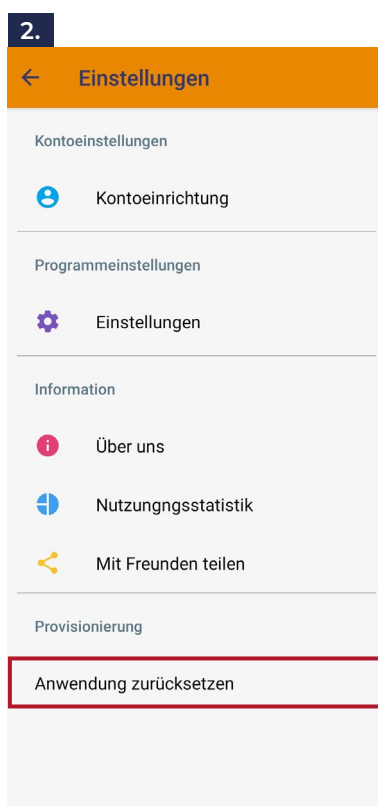 2.
Einstellungen
Kontoeinstellungen
Kontoeinrichtung
Programmeinstellungen
Einstellungen
Information
Über uns
Nutzungngsstatistik
Mit Freunden teilen
Provisionierung
Anwendung zurücksetzen